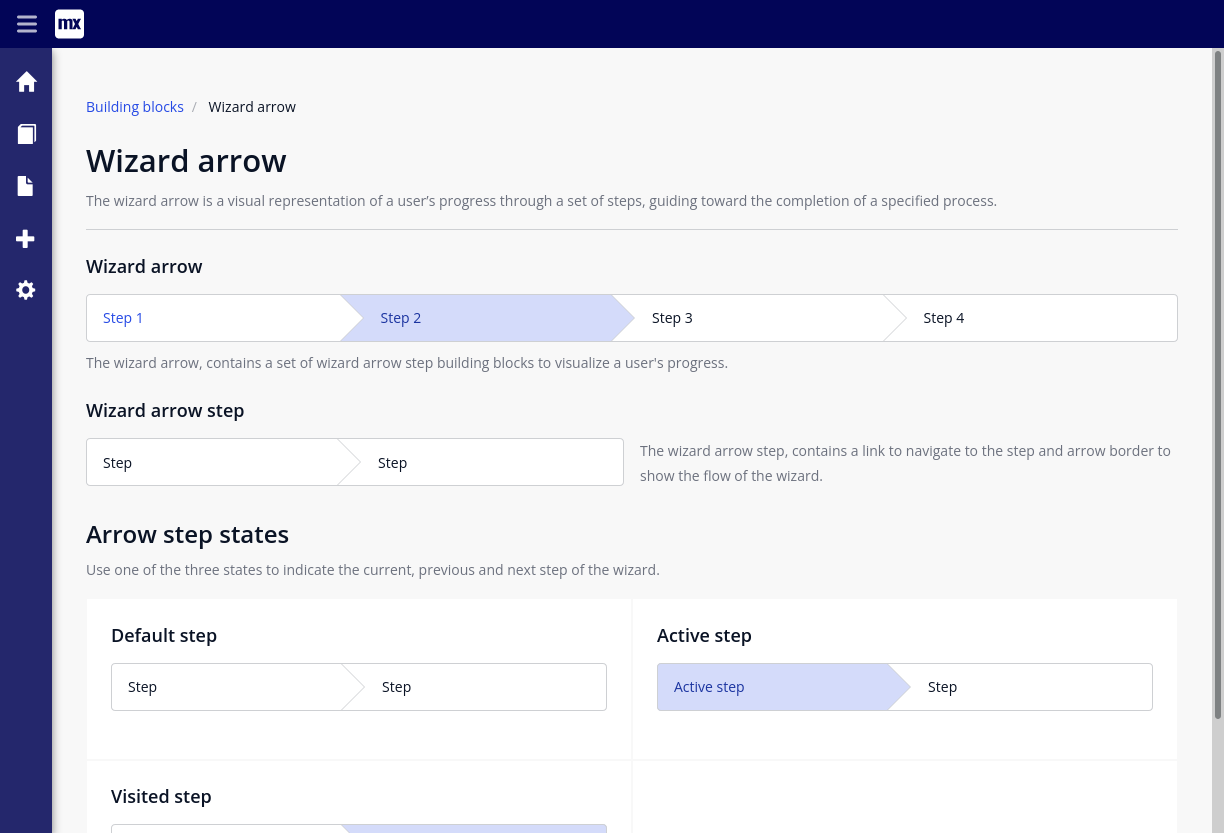 mx
Building blocks / Wizard arrow
Wizard arrow
The wizard arrow is a visual representation of a user’s progress through a set of steps, guiding toward the completion of a specified process.
Wizard arrow
Step 1 Step 2 Step 3 Step 4
The wizard arrow, contains a set of wizard arrow step building blocks to visualize a user's progress.
Wizard arrow step
Step Step
The wizard arrow step, contains a link to navigate to the step and arrow border to
show the flow of the wizard.
Arrow step states
Use one of the three states to indicate the current, previous and next step of the wizard.
Default step
Step Step
Active step
Active step Step
Visited step